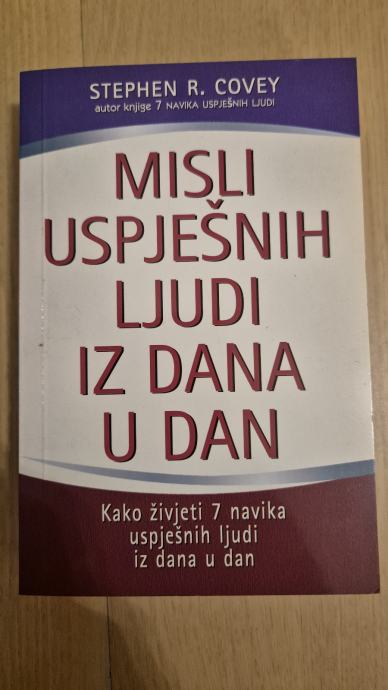 STEPHEN R. COVEY
autor knjige 7 NAVIKA USPJEŠNIH LJUDI
MISLI
USPJEŠNIH
LJUDI
IZ DANA
U DAN
Kako živjeti 7 navika
uspješnih ljudi
iz dana u dan